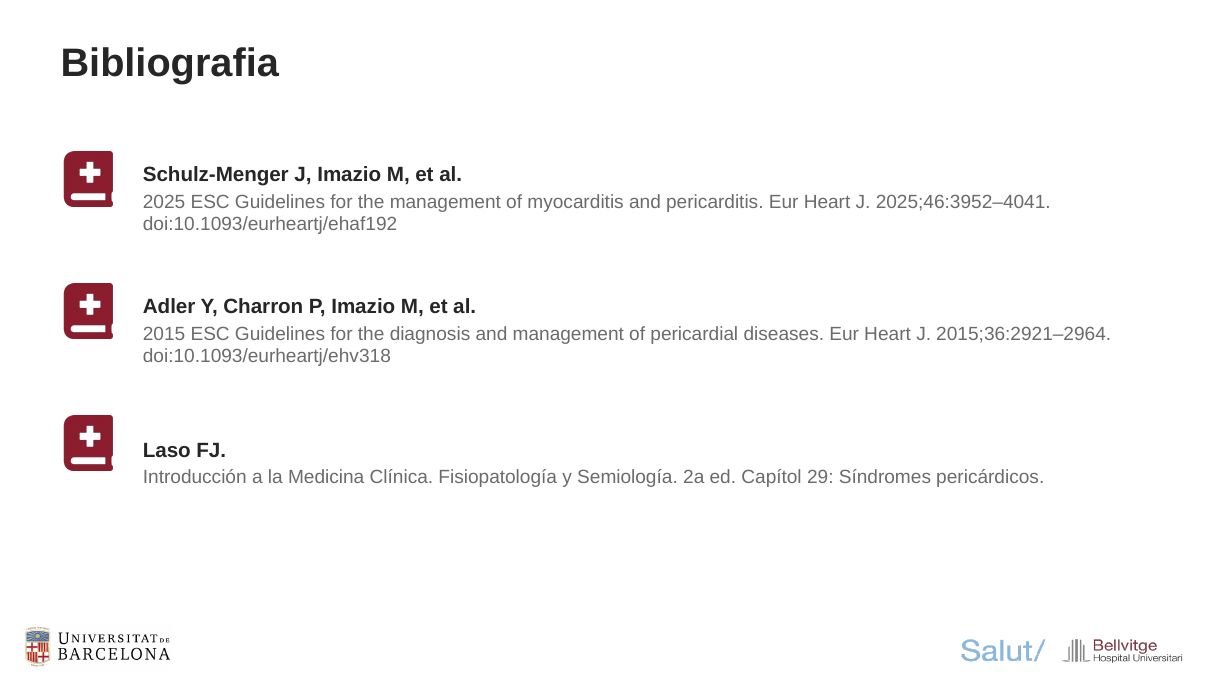 Bibliografia
Schulz-Menger J, Imazio M, et al.
2025 ESC Guidelines for the management of myocarditis and pericarditis. Eur Heart J. 2025;46:3952–4041.
doi:10.1093/eurheartj/ehaf192
Adler Y, Charron P, Imazio M, et al.
2015 ESC Guidelines for the diagnosis and management of pericardial diseases. Eur Heart J. 2015;36:2921–2964.
doi:10.1093/eurheartj/ehv318
Laso FJ.
Introducción a la Medicina Clínica. Fisiopatología y Semiología. 2a ed. Capítol 29: Síndromes pericárdicos.
UNIVERSITAT DE
BARCELONA
Salut/
Bellvitge
Hospital Universitari